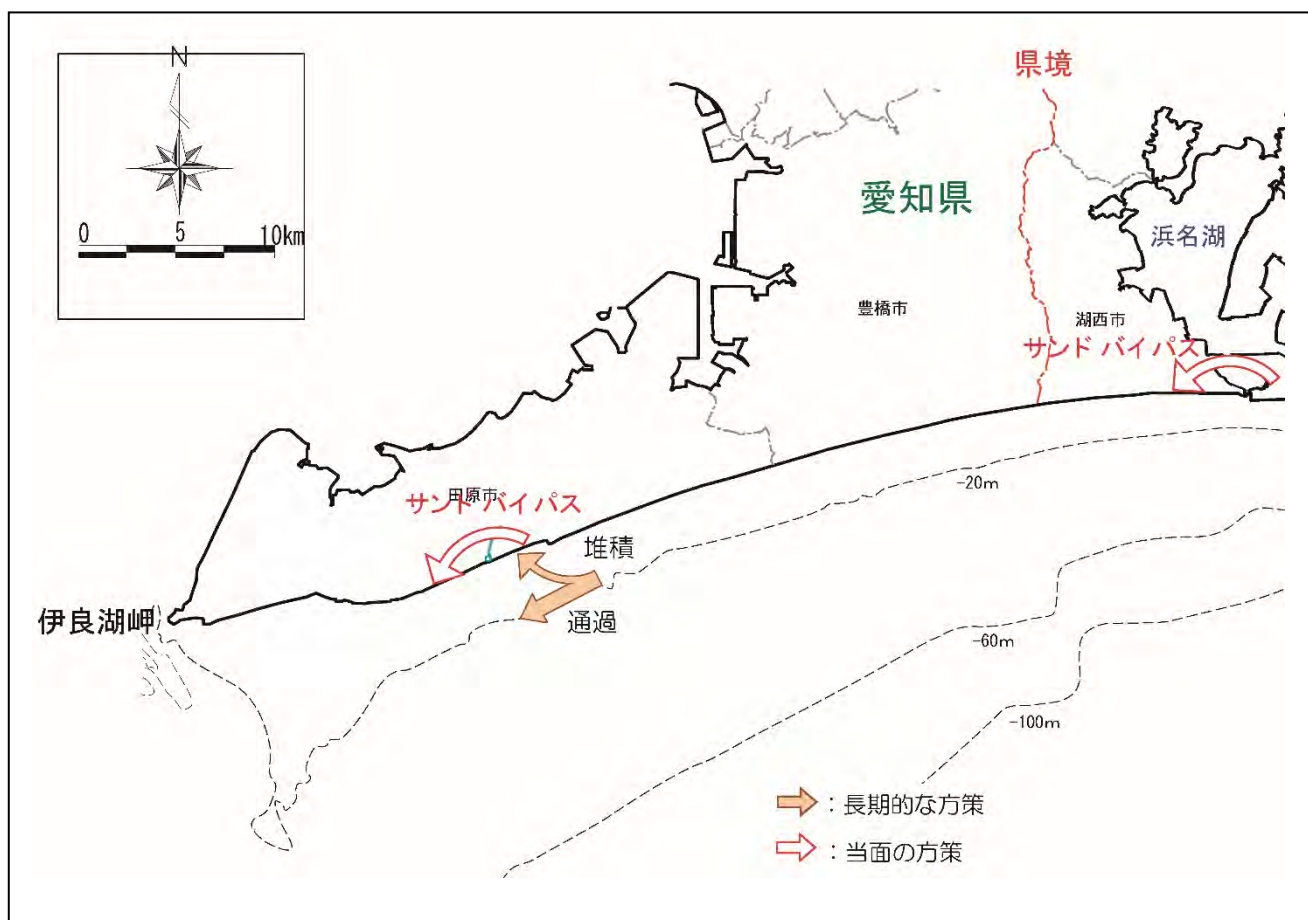 N
0 5 10km
県境
愛知県
浜名湖
豊橋市
湖西市
サンドバイパス
-20m
田原市
サンドバイパス
堆積
通過
伊良湖岬
-60m
-100m
：長期的な方策
：当面の方策